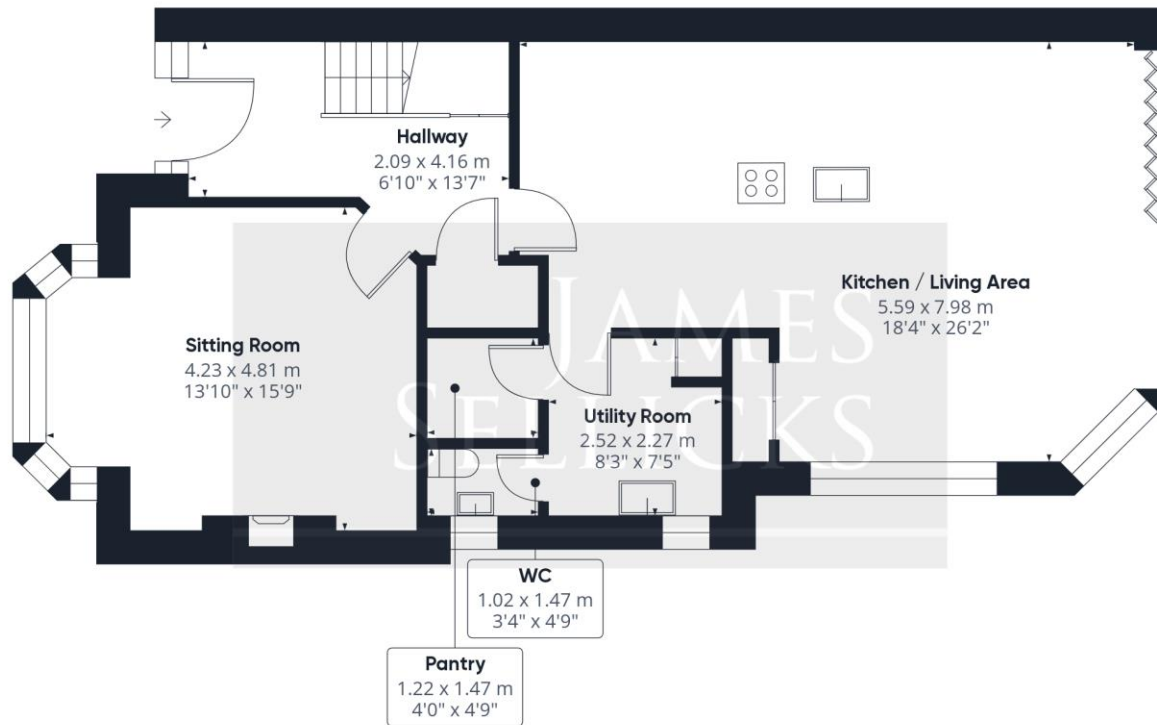 Hallway
2.09 x 4.16 m
6'10" x 13'7"
Kitchen / Living Area
5.59 x 7.98 m
18'4" x 26'2"
Sitting Room
4.23 x 4.81 m
13'10" x 15'9"
JAMES
SELLICKS
Utility Room
2.52 x 2.27 m
8'3" x 7'5"
WC
1.02 x 1.47 m
3'4" x 4'9"
Pantry
1.22 x 1.47 m
4'0" x 4'9"